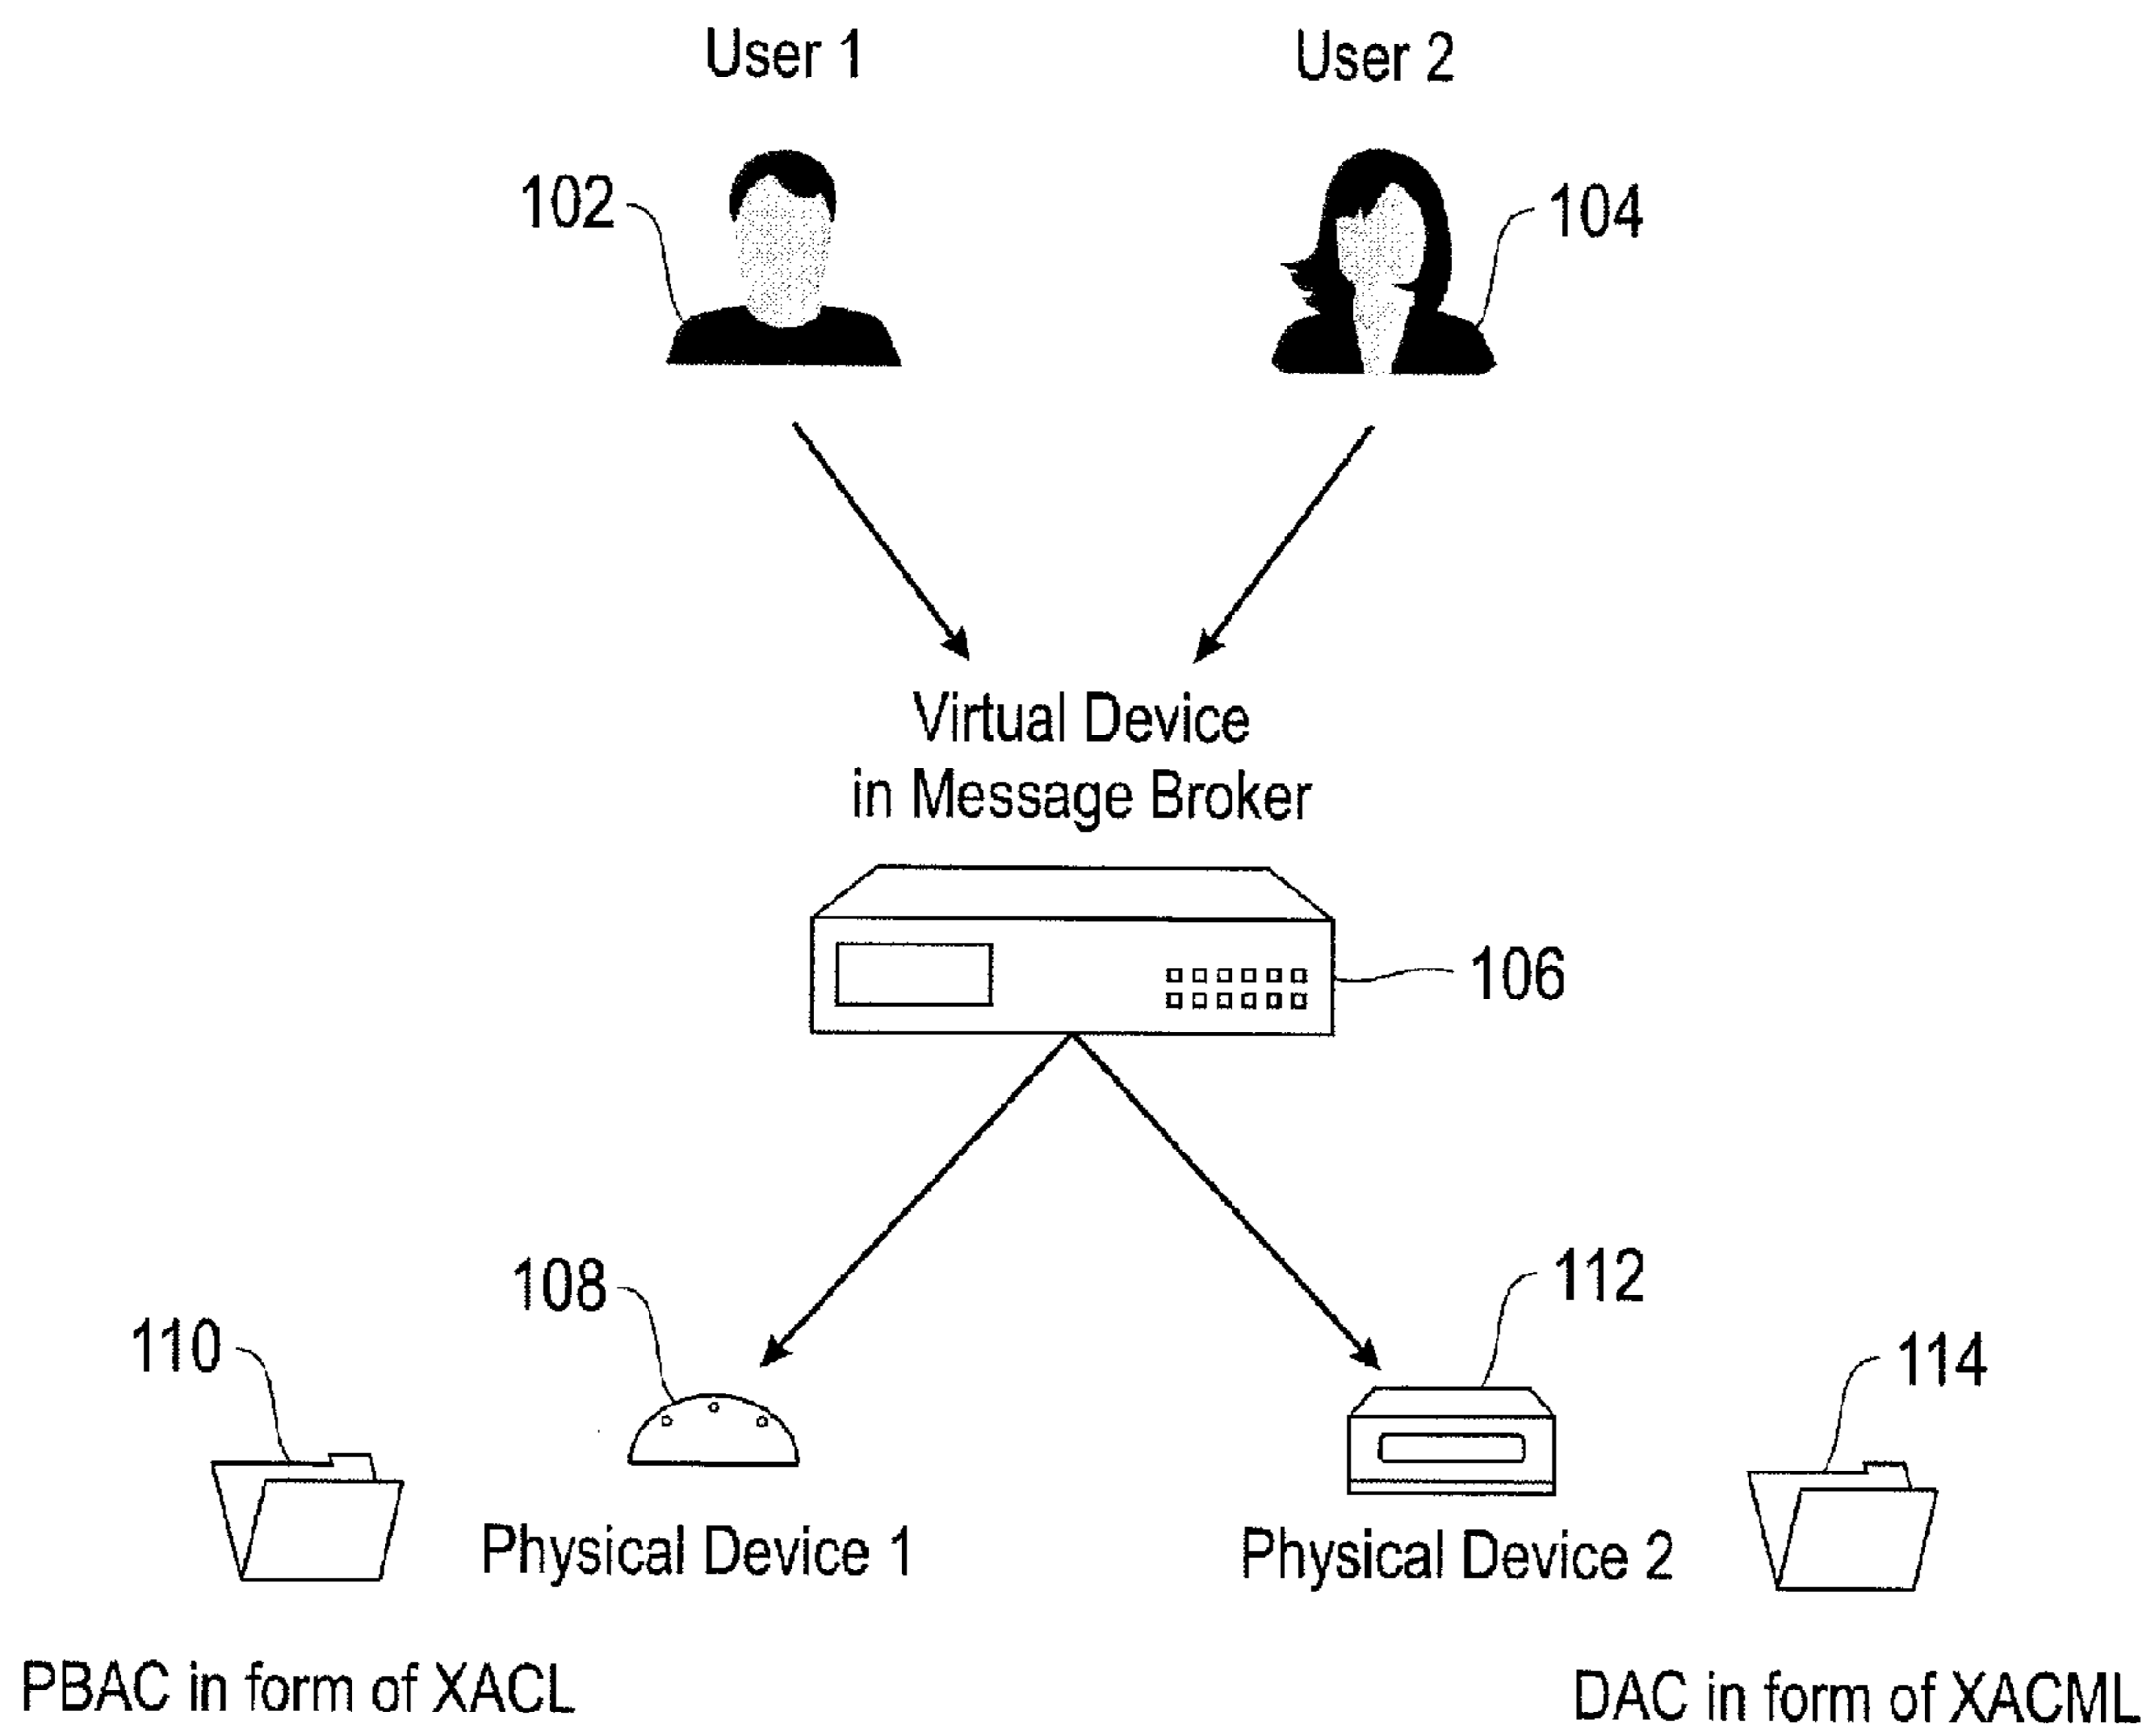 User 1
User 2
102
104
Virtual Device
in Message Broker
106
108
112
110
114
Physical Device 1
Physical Device 2
PBAC in form of XACL
DAC in form of XACML